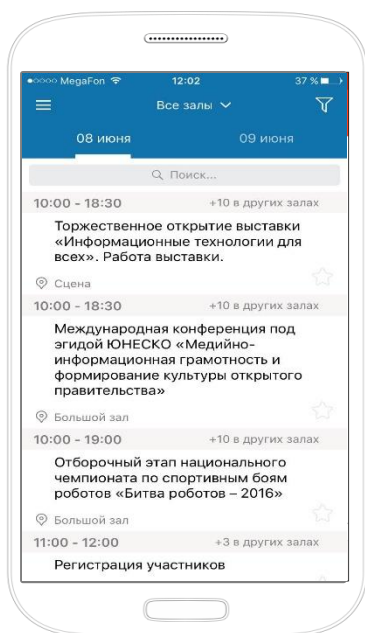 MegaFon 12:02 37 %
Все залы
08 июня 09 июня
Поиск...
10:00 - 18:30 +10 в других залах
Торжественное открытие выставки
«Информационные технологии для
всех». Работа выставки.
Сцена
10:00 - 18:30 +10 в других залах
Международная конференция под
эгидой ЮНЕСКО «Медийно-
информационная грамотность и
формирование культуры открытого
правительства»
Большой зал
10:00 - 19:00 +10 в других залах
Отборочный этап национального
чемпионата по спортивным боям
роботов «Битва роботов – 2016»
Большой зал
11:00 - 12:00 +3 в других залах
Регистрация участников